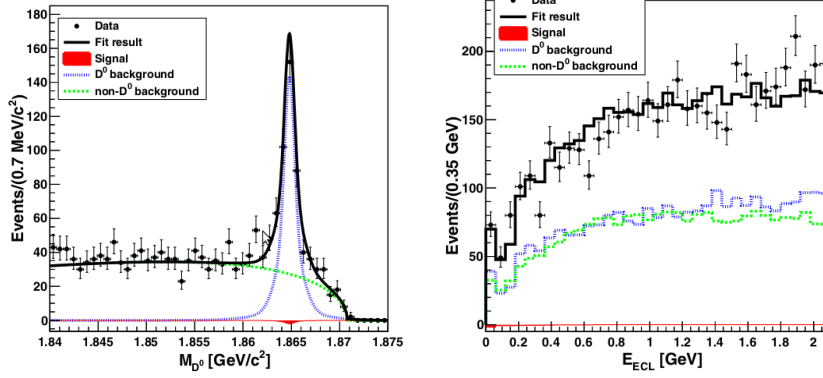 Data
Fit result
Signal
D⁰ background
non-D⁰ background
Events/(0.7 MeV/c²)
180
160
140
120
100
80
60
40
20
0
1.84
1.845
1.85
1.855
1.86
1.865
1.87
1.875
M_D⁰ [GeV/c²]
Data
Fit result
Signal
D⁰ background
non-D⁰ background
Events/(0.35 GeV)
200
150
100
50
0
0
0.2
0.4
0.6
0.8
1
1.2
1.4
1.6
1.8
2
E_ECL [GeV]